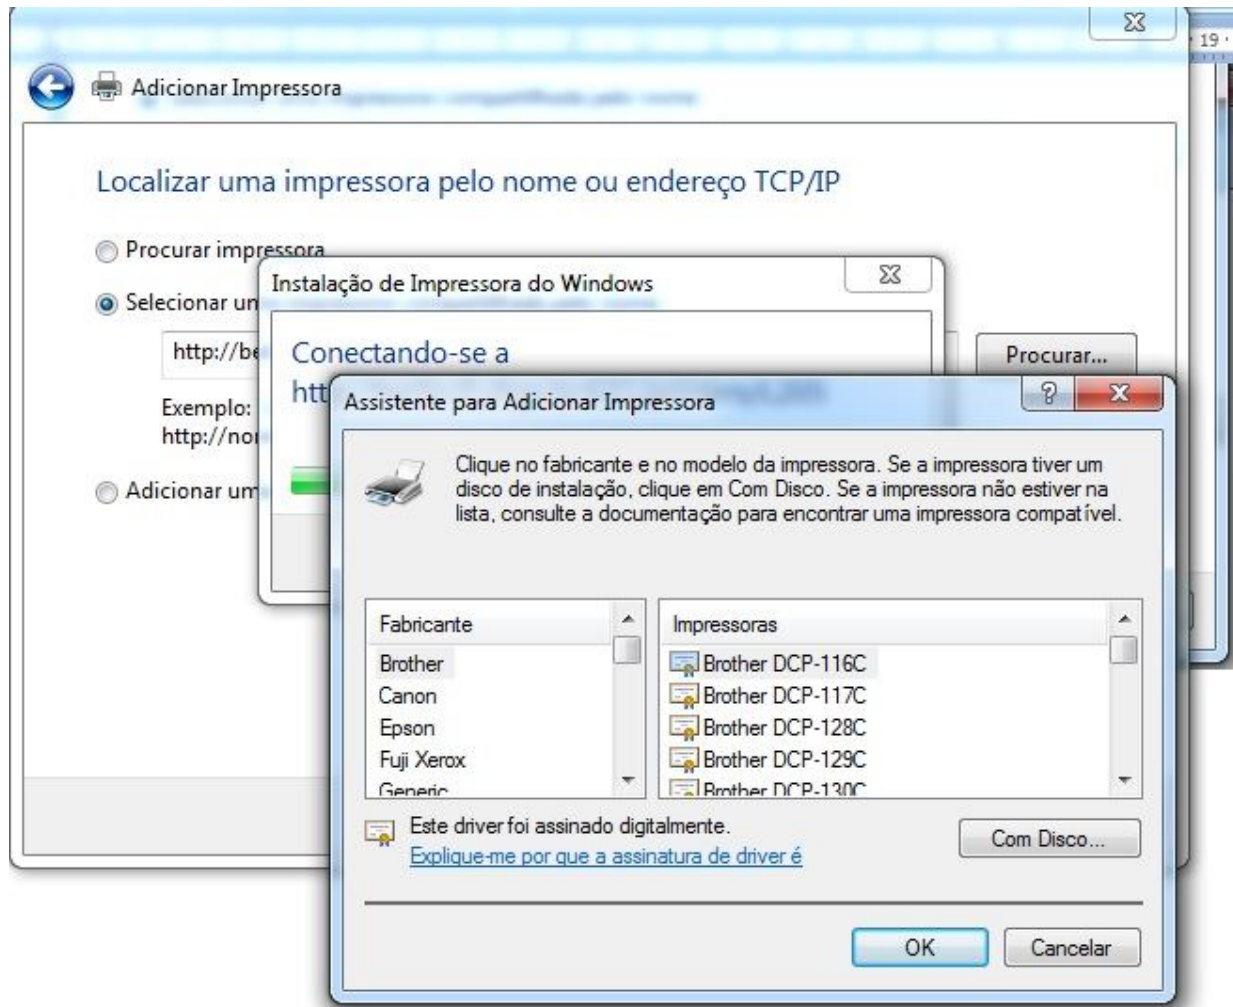 19
Adicionar Impressora
Localizar uma impressora pelo nome ou endereço TCP/IP
Procurar impressora
Selecionar
http://
Procurar...
Exemplo:
http://
Adicionar
Instalação de Impressora do Windows
Conectando-se a
Assistente para Adicionar Impressora
Clique no fabricante e no modelo da impressora. Se a impressora tiver um
disco de instalação, clique em Com Disco. Se a impressora não estiver na
lista, consulte a documentação para encontrar uma impressora compatível.
Fabricante
Brother
Canon
Epson
Fuji Xerox
Generic
Impressoras
Brother DCP-116C
Brother DCP-117C
Brother DCP-128C
Brother DCP-129C
Brother DCP-130C
Este driver foi assinado digitalmente.
Explique-me por que a assinatura de driver é
Com Disco...
OK
Cancelar